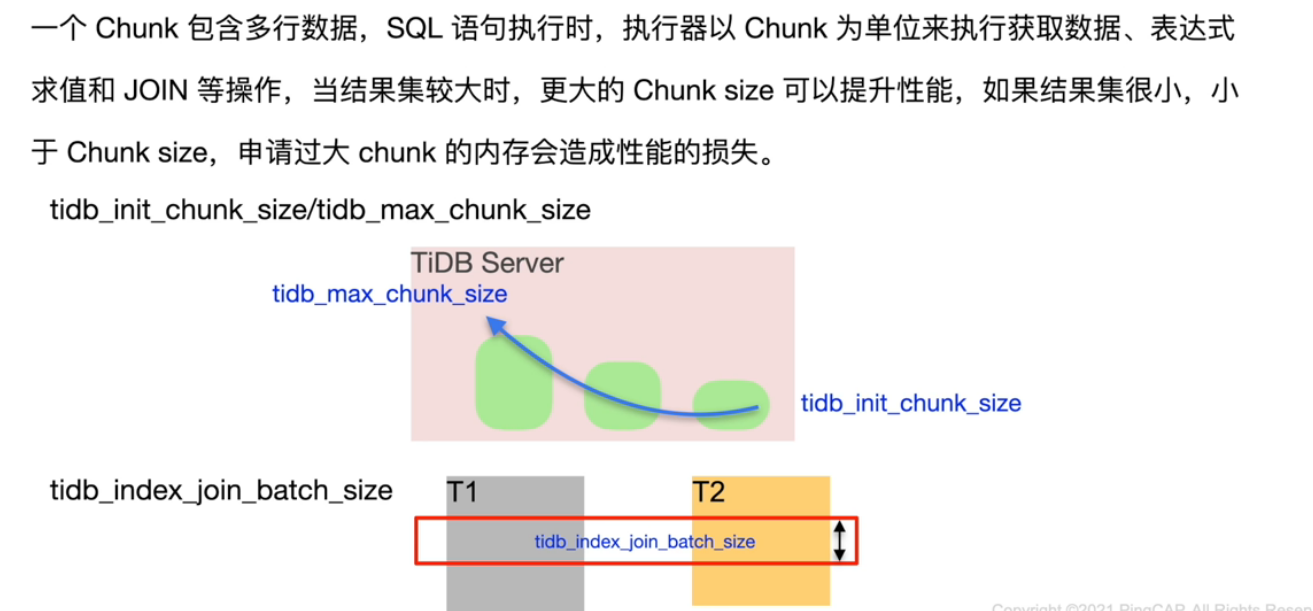 一个 Chunk 包含多行数据，SQL 语句执行时，执行器以 Chunk 为单位来执行获取数据、表达式
求值和 JOIN 等操作，当结果集较大时，更大的 Chunk size 可以提升性能，如果结果集很小，小
于 Chunk size，申请过大 chunk 的内存会造成性能的损失。
tidb_init_chunk_size/tidb_max_chunk_size
TiDB Server
tidb_max_chunk_size
tidb_init_chunk_size
tidb_index_join_batch_size
T1
T2
tidb_index_join_batch_size
Copyright ©2021 PingCAP All Rights